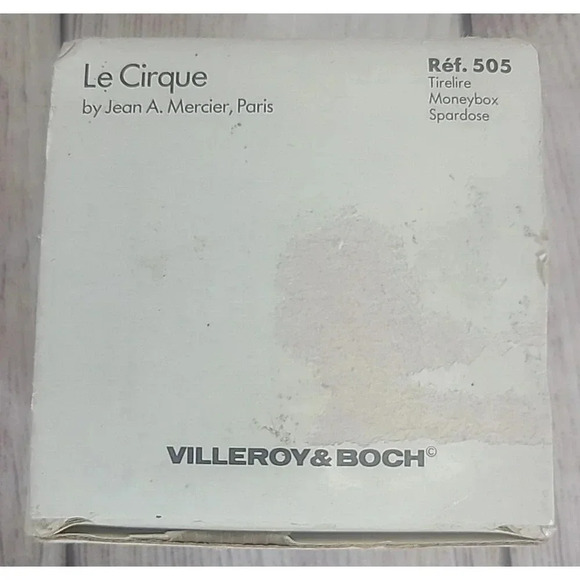 Le Cirque
by Jean A. Mercier, Paris
Réf. 505
Tirelire
Moneybox
Spardose
VILLEROY & BOCH©